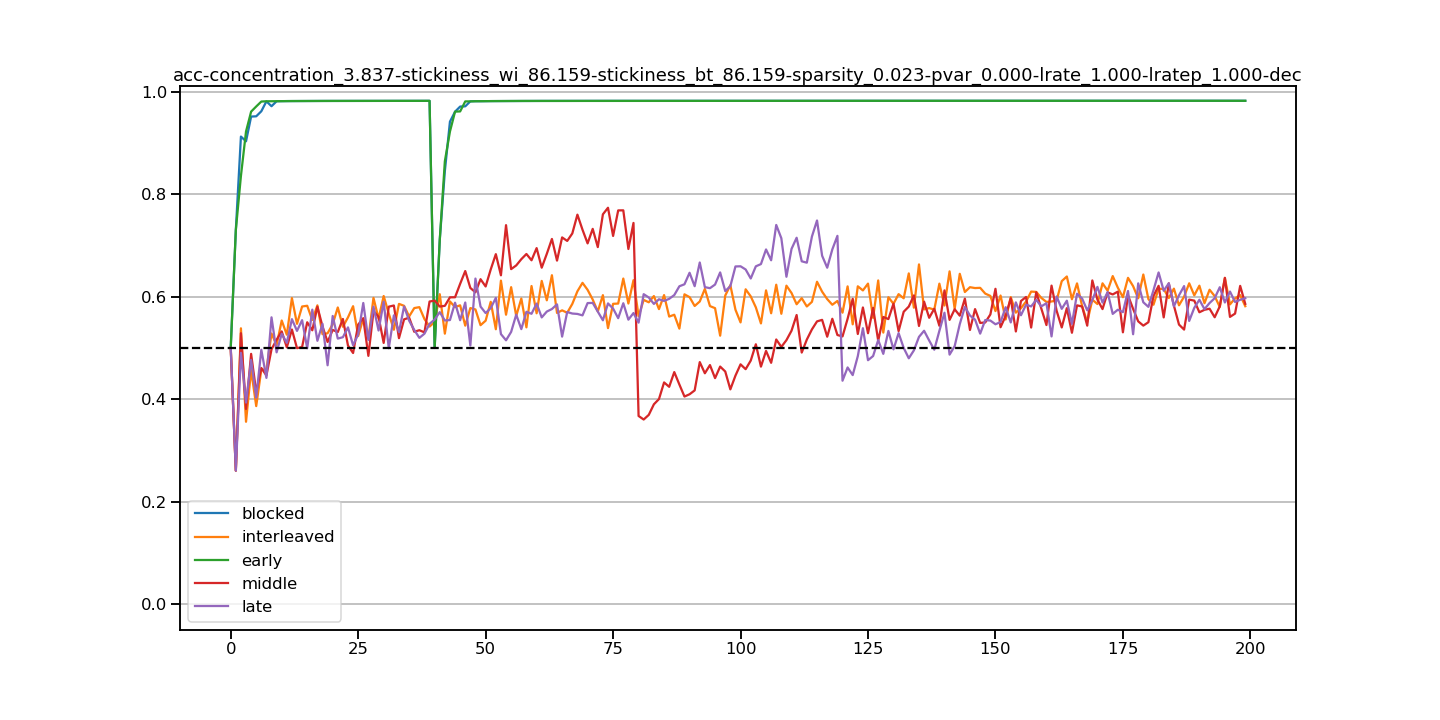 acc-concentration_3.837-stickiness_wi_86.159-stickiness_bt_86.159-sparsity_0.023-pvar_0.000-lrate_1.000-lratep_1.000-dec
1.0
0.8
0.6
0.4
0.2
0.0
blocked
interleaved
early
middle
late
0 25 50 75 100 125 150 175 200